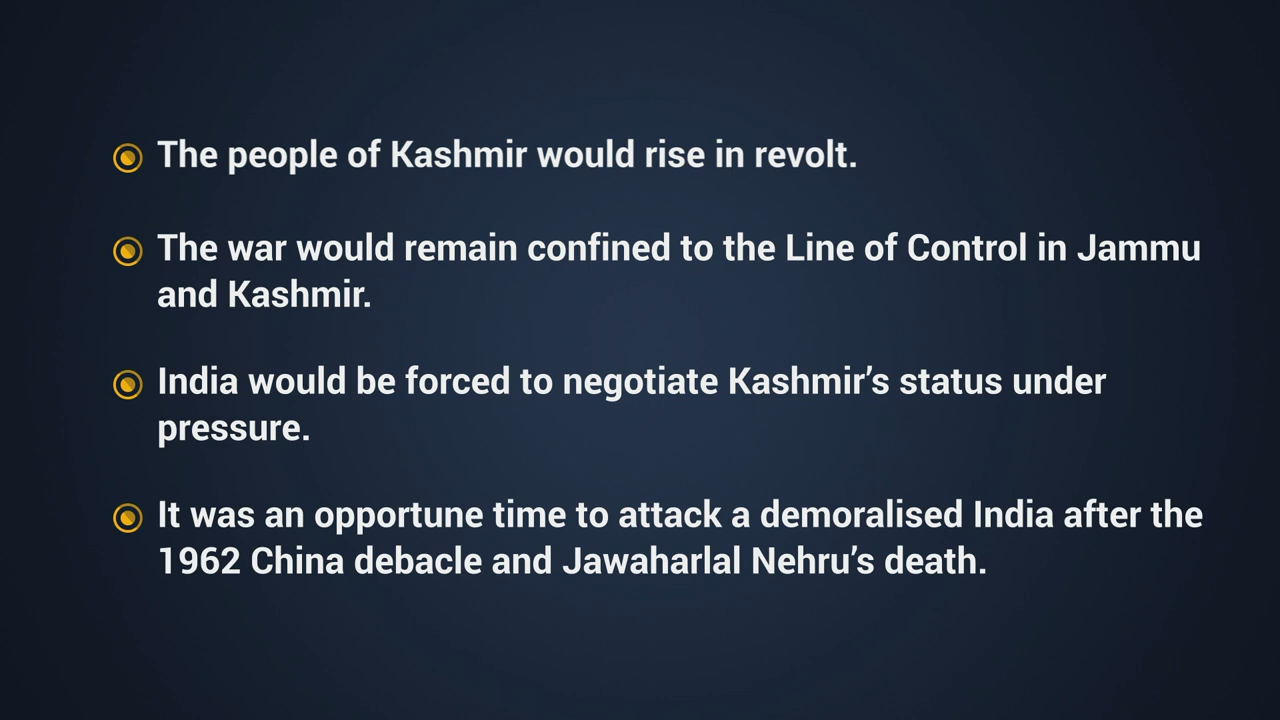 The people of Kashmir would rise in revolt.
The war would remain confined to the Line of Control in Jammu
and Kashmir.
India would be forced to negotiate Kashmir’s status under
pressure.
It was an opportune time to attack a demoralised India after the
1962 China debacle and Jawaharlal Nehru’s death.